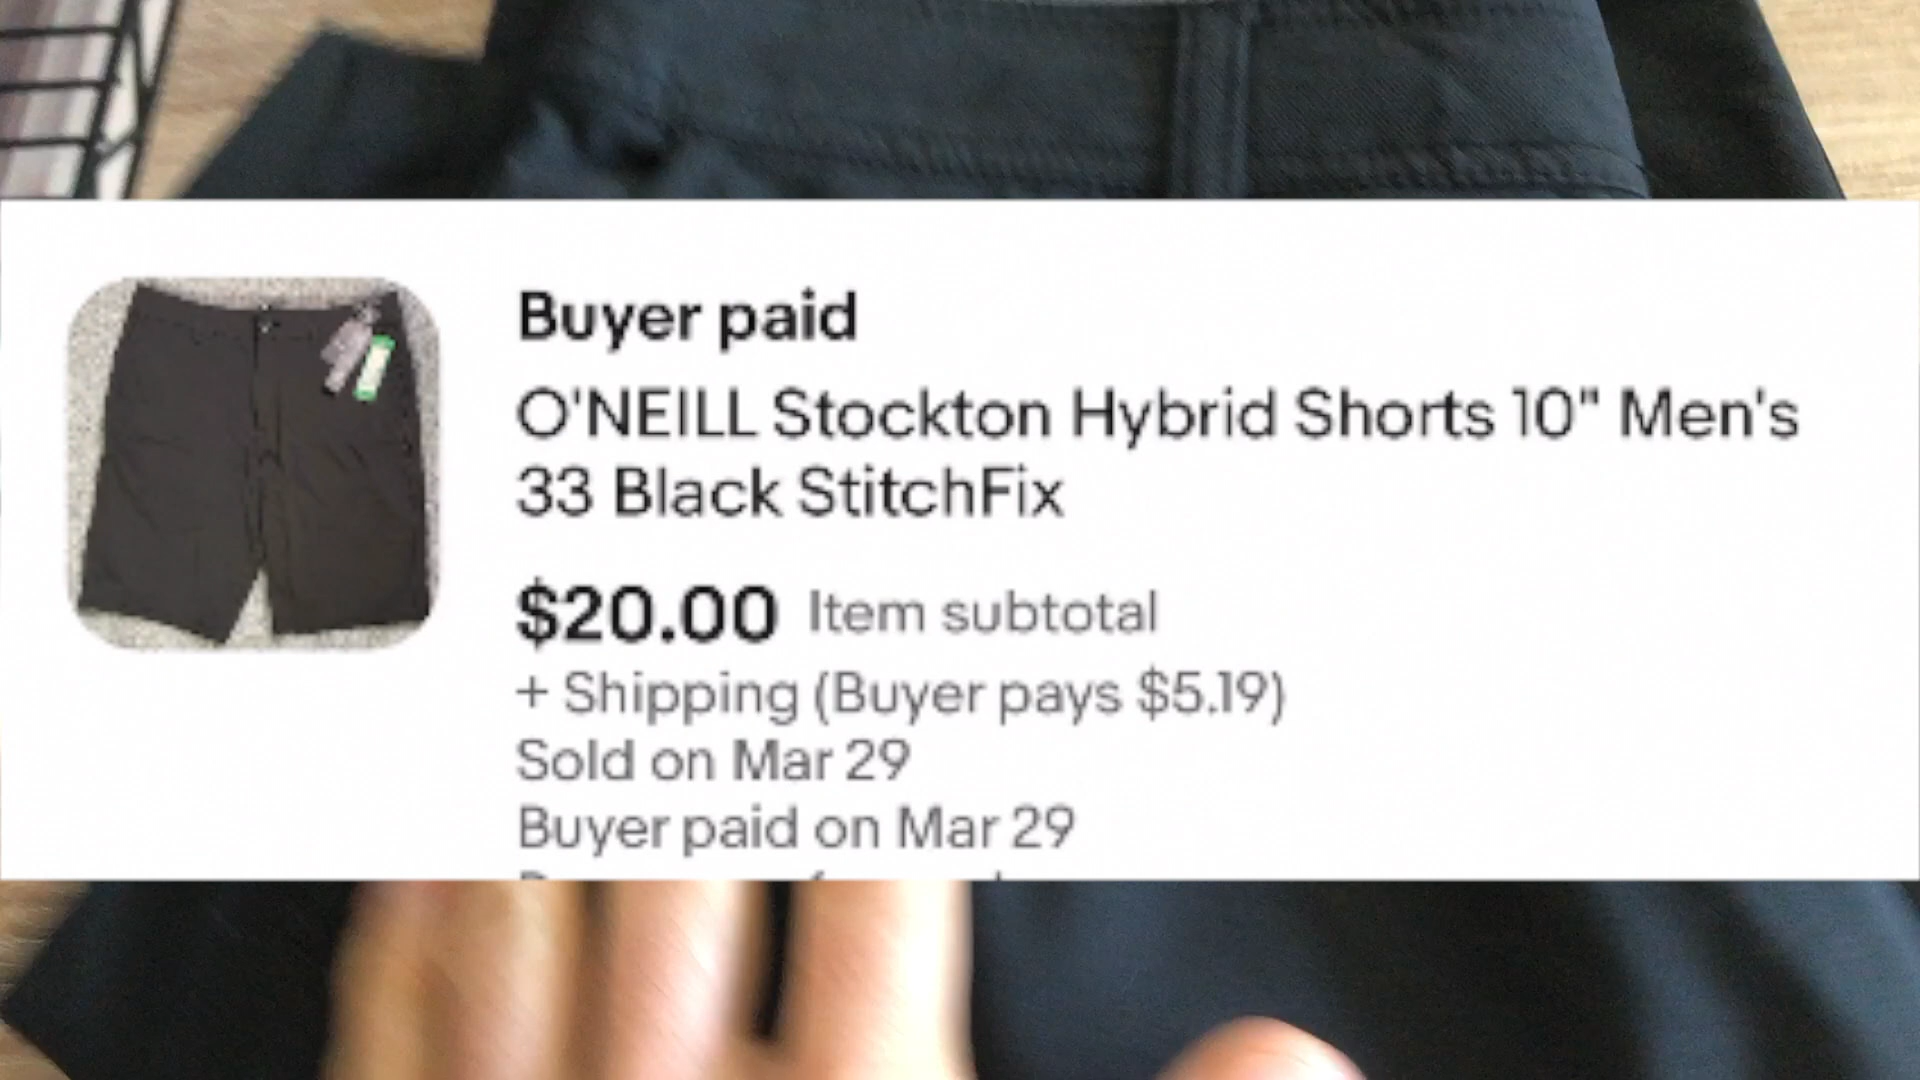 Buyer paid
O'NEILL Stockton Hybrid Shorts 10" Men's
33 Black StitchFix
$20.00 Item subtotal
+ Shipping (Buyer pays $5.19)
Sold on Mar 29
Buyer paid on Mar 29